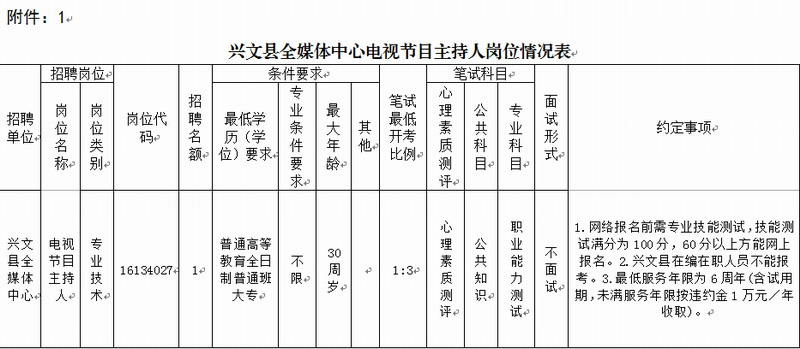 附件：1
兴文县全媒体中心电视节目主持人岗位情况表
招聘岗位
条件要求
笔试科目
招聘单位
岗位名称
岗位类别
岗位代码
招聘名额
最低学历（学位）要求
专业条件要求
最大年龄
其他
笔试最低开考比例
心理素质测评
公共科目
专业科目
面试形式
约定事项
兴文县全媒体中心
电视节目主持人
专业技术
16134027
1
普通高等教育全日制普通班大专
不限
30周岁
1:3
心理素质测评
公共知识
职业能力测试
不面试
1.网络报名前需专业技能测试，技能测
试满分为100分，60分以上方能网上
报名。2.兴文县在编在职人员不能报
考。3.最低服务年限为6周年(含试用
期，未满服务年限按违约金1万元／年
收取)。